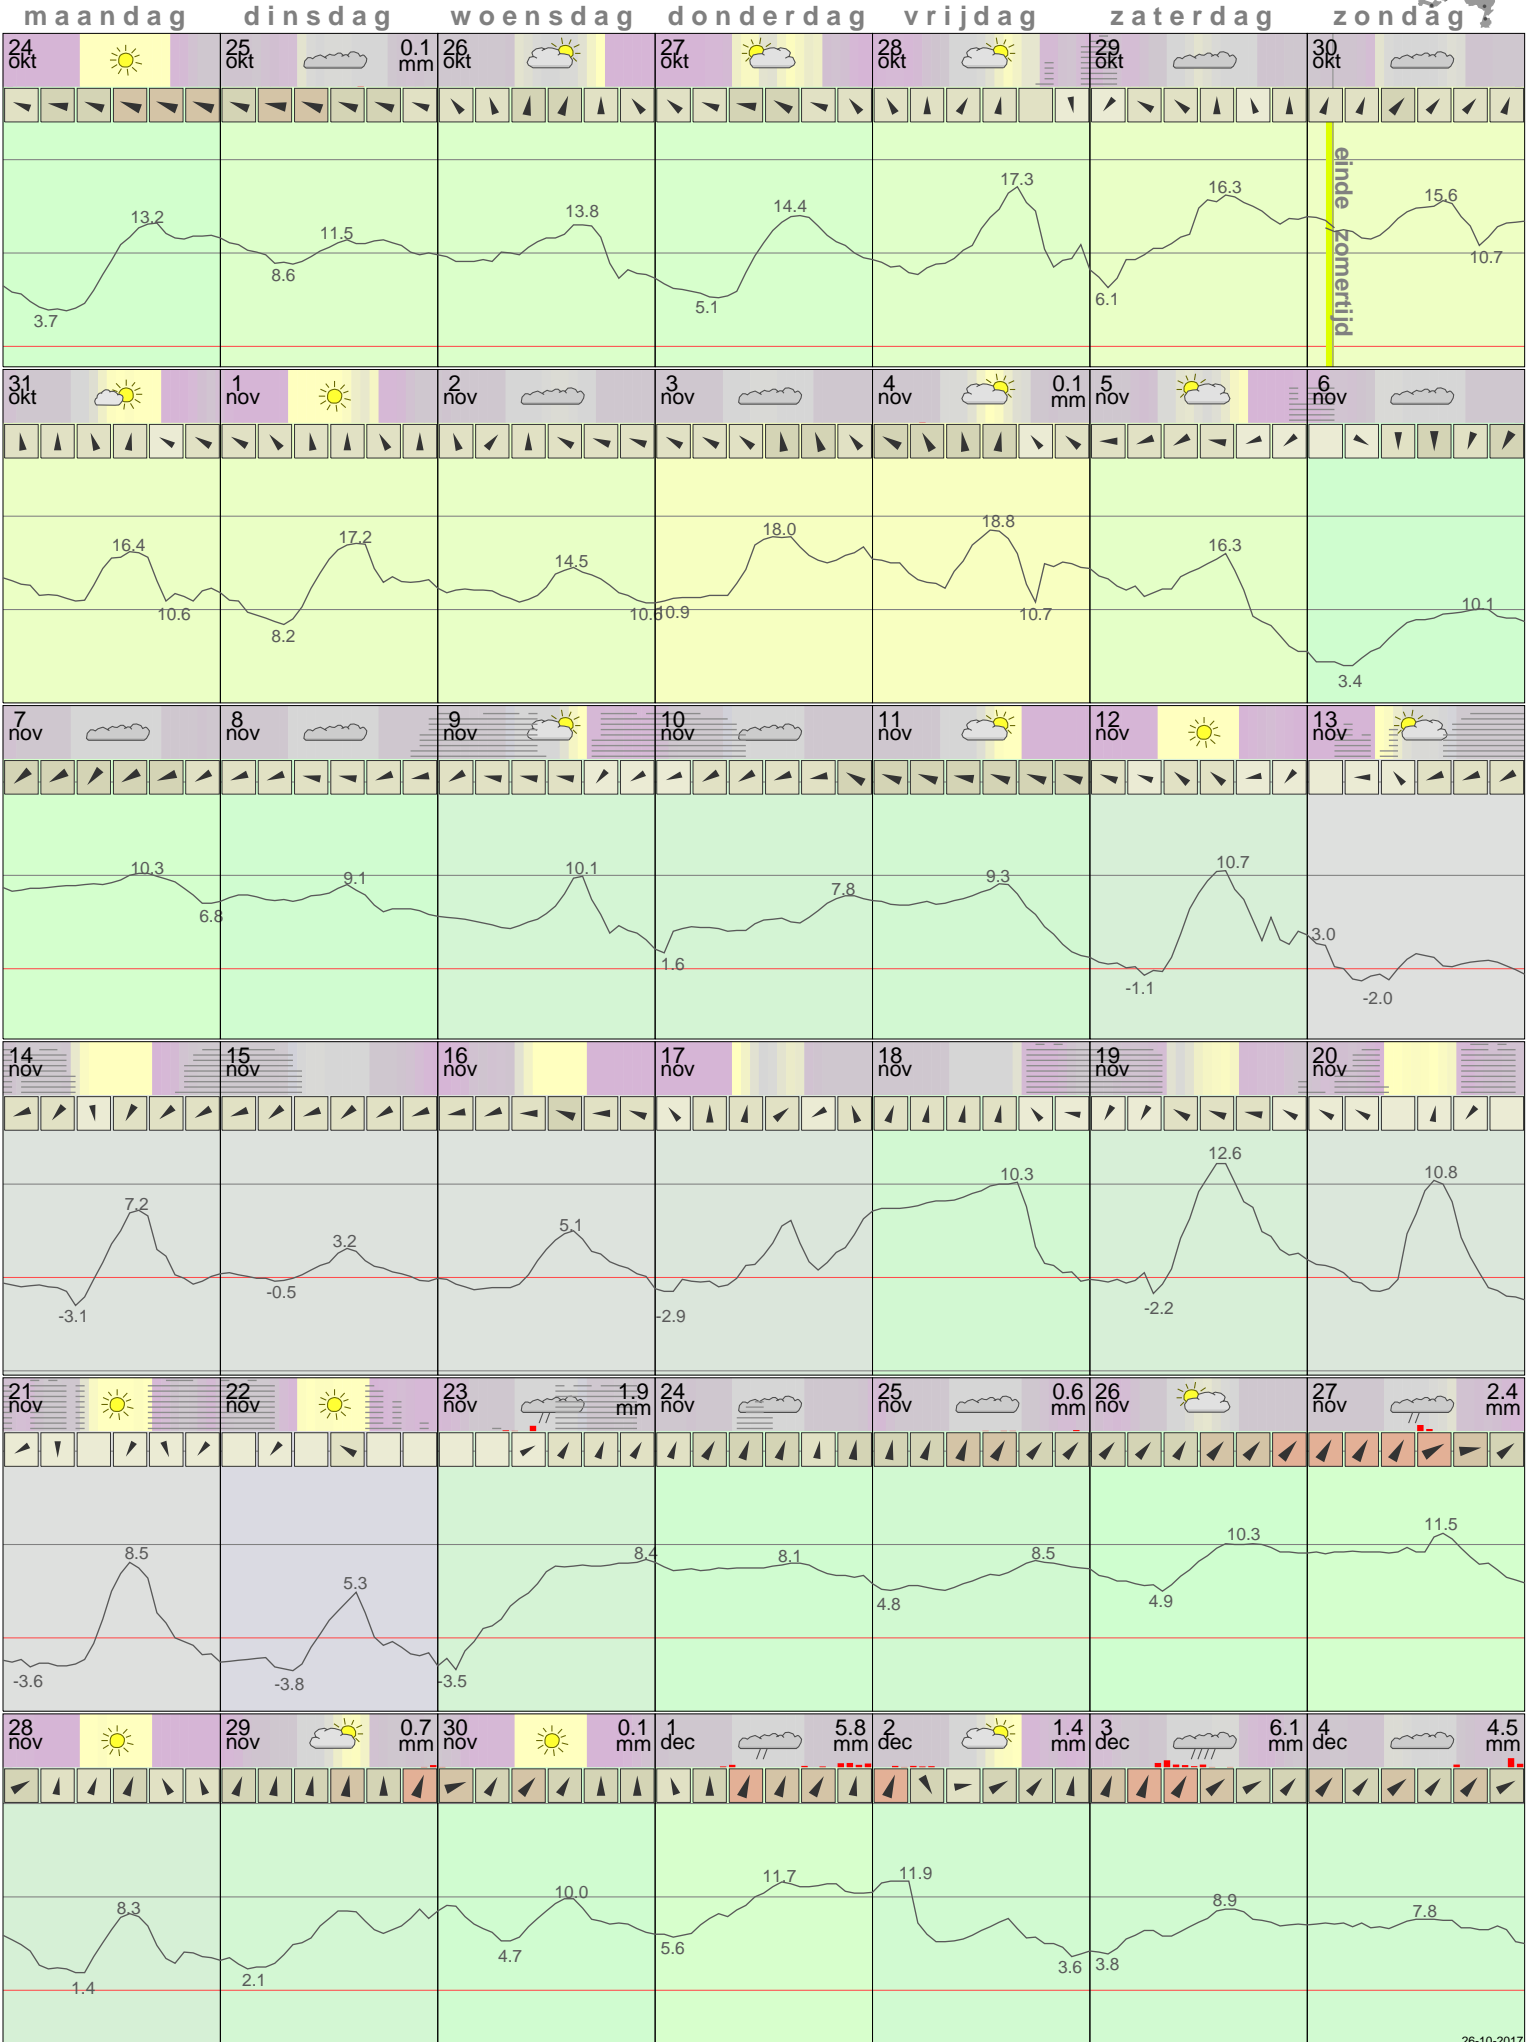 maandag dinsdag woensdag donderdag vrijdag zaterdag zondag
24 25 0.1 26 27 28 29 30
okt okt mm okt okt okt okt okt
einde zomertijd
13.2 11.5 13.8 14.4 17.3 16.3 15.6
3.7 8.6 5.1 6.1 10.7
31 1 2 3 4 0.1 5 6
okt nov nov nov nov mm nov nov
16.4 17.2 14.5 18.0 18.8 16.3 10.1
10.6 8.2 10.6 10.9 10.7 3.4
7 8 9 10 11 12 13
nov nov nov nov nov nov nov
10.3 9.1 10.1 7.8 9.3 10.7 3.0
6.8 1.6 -1.1 -2.0
14 15 16 17 18 19 20
nov nov nov nov nov nov nov
7.2 3.2 5.1 10.3 12.6 10.8
-3.1 -0.5 -2.9 -2.2
21 22 23 1.9 24 25 0.6 26 27 2.4
nov nov nov mm nov nov mm nov nov mm
8.5 5.3 8.4 8.1 8.5 10.3 11.5
-3.6 -3.8 -3.5 4.8 4.9
28 29 0.7 30 0.1 1 5.8 2 1.4 3 6.1 4 4.5
nov nov mm nov mm dec mm dec mm dec mm dec mm
8.3 10.0 11.7 11.9 8.9 7.8
1.4 2.1 4.7 5.6 3.6 3.8
26-10-2017